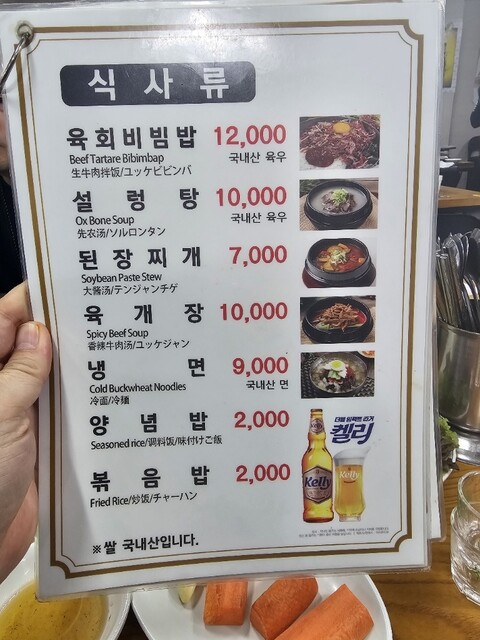 식 사 류
육회비빔밥 12,000
Beef Tartare Bibimbap 국내산 육우
生牛肉拌饭/ユッケビビンバ
설 렁 탕 10,000
Ox Bone Soup 국내산 육우
先农汤/ソルロンタン
된 장 찌 개 7,000
Soybean Paste Stew
大酱汤/テンジャンチゲ
육 개 장 10,000
Spicy Beef Soup
香辣牛肉汤/ユッケジャン
냉 면 9,000
Cold Buckwheat Noodles 국내산 면
冷面/冷麺
양 념 밥 2,000
Seasoned rice/调料饭/味付けご飯
볶 음 밥 2,000
Fried Rice/炒饭/チャーハン
더블 임팩트 라거
켈리
Kelly
Kelly
※쌀 국내산입니다.